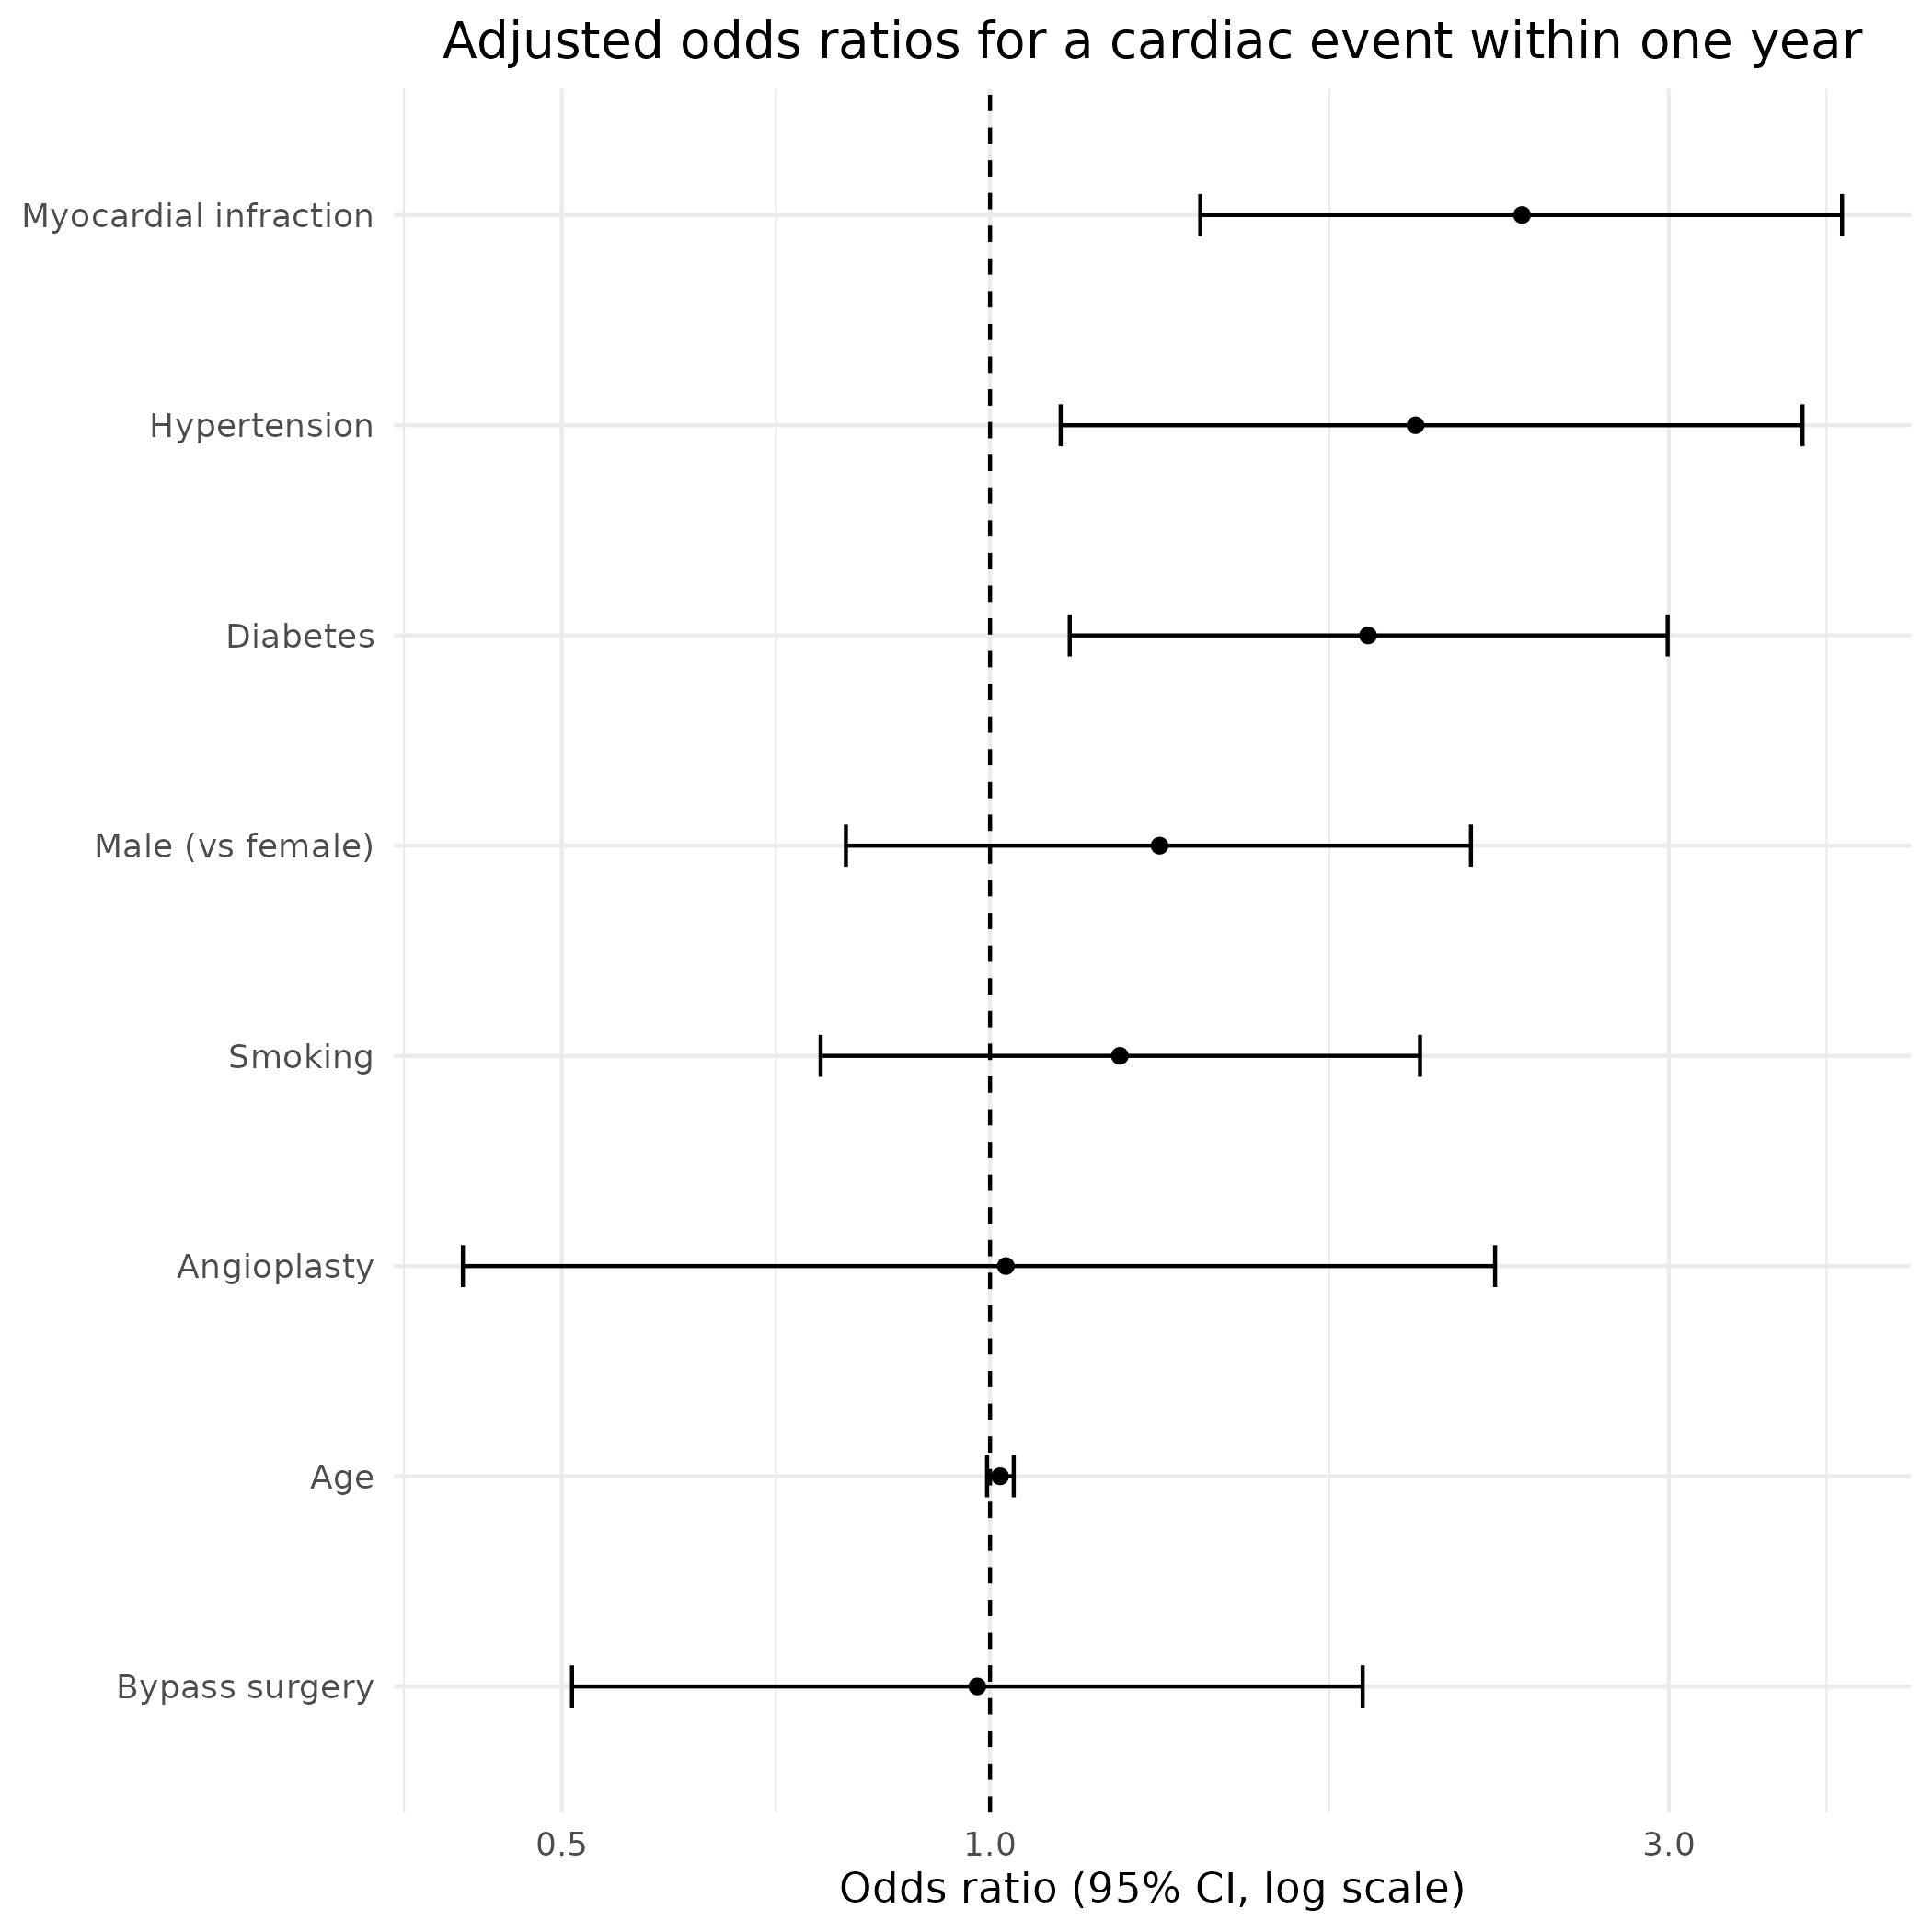 Adjusted odds ratios for a cardiac event within one year
Myocardial infraction
Hypertension
Diabetes
Male (vs female)
Smoking
Angioplasty
Age
Bypass surgery
0.5 1.0 3.0
Odds ratio (95% CI, log scale)